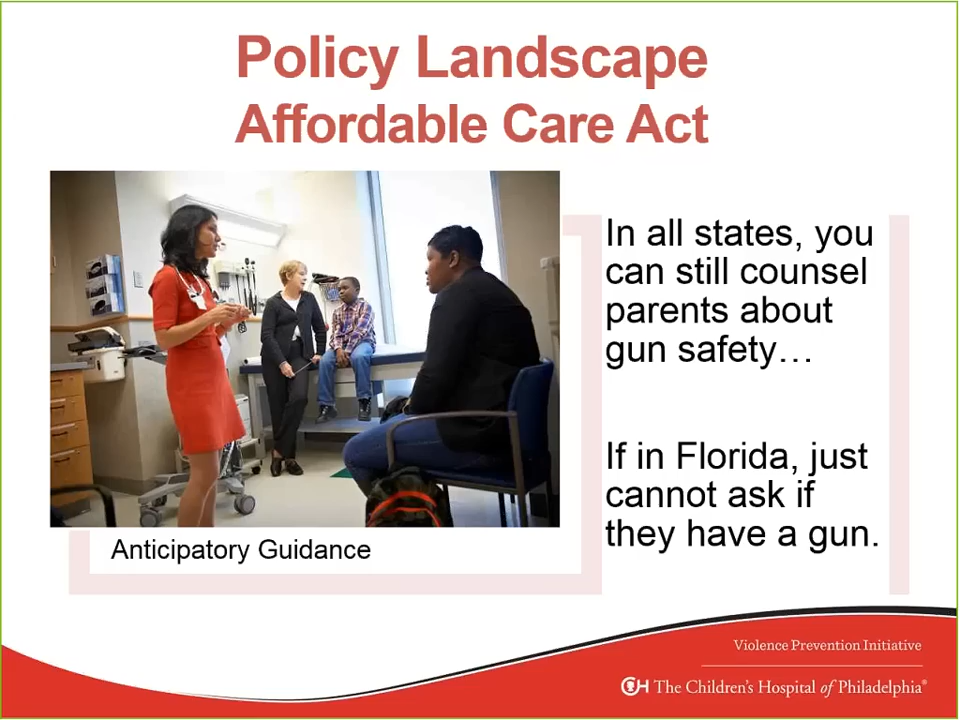 Policy Landscape
Affordable Care Act
In all states, you
can still counsel
parents about
gun safety…
If in Florida, just
cannot ask if
they have a gun.
Anticipatory Guidance
Violence Prevention Initiative
CH The Children's Hospital of Philadelphia®